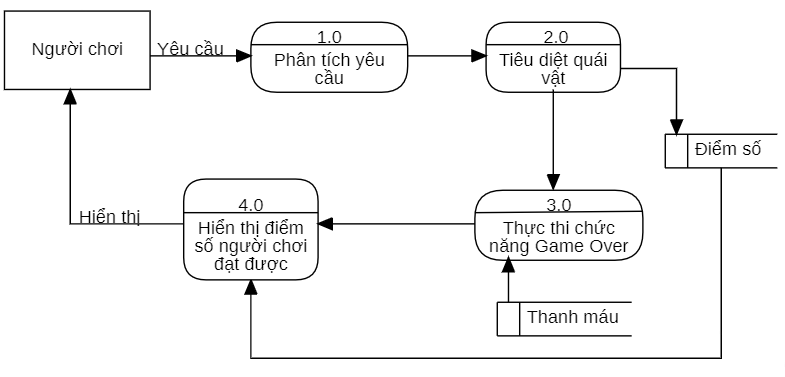 Người chơi
Yêu cầu
1.0
Phân tích yêu
cầu
2.0
Tiêu diệt quái
vật
Điểm số
Hiển thị
4.0
Hiển thị điểm
số người chơi
đạt được
3.0
Thực thi chức
năng Game Over
Thanh máu